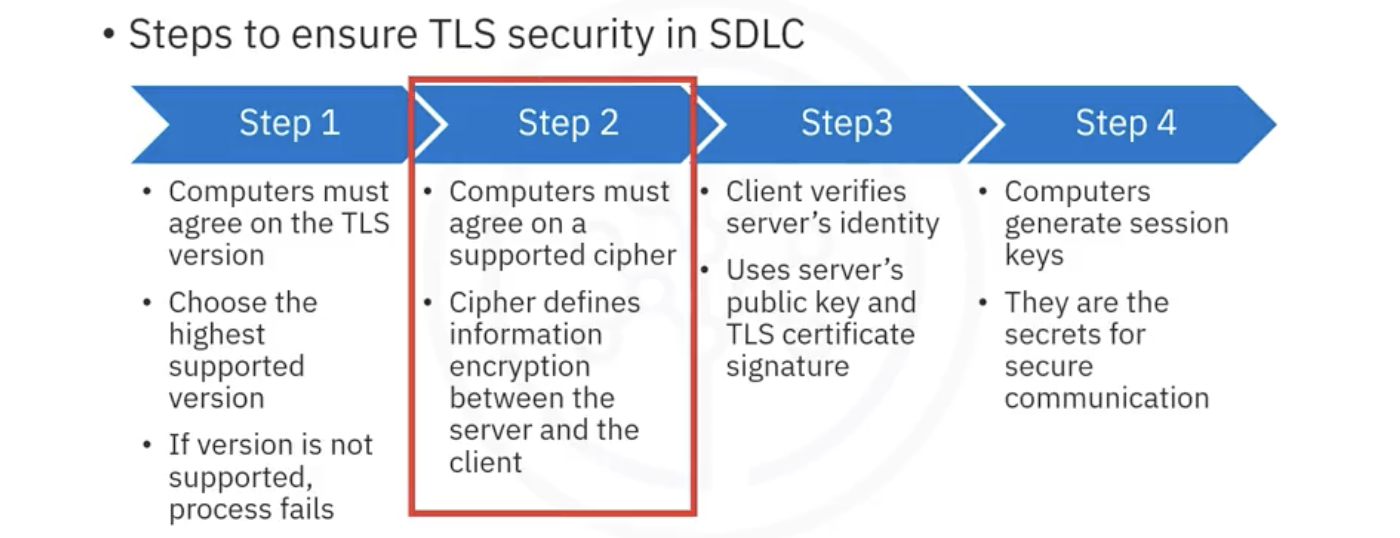 • Steps to ensure TLS security in SDLC
Step 1
• Computers must
agree on the TLS
version
• Choose the
highest
supported
version
• If version is not
supported,
process fails
Step 2
• Computers must
agree on a
supported cipher
• Cipher defines
information
encryption
between the
server and the
client
Step3
• Client verifies
server’s identity
• Uses server’s
public key and
TLS certificate
signature
Step 4
• Computers
generate session
keys
• They are the
secrets for
secure
communication